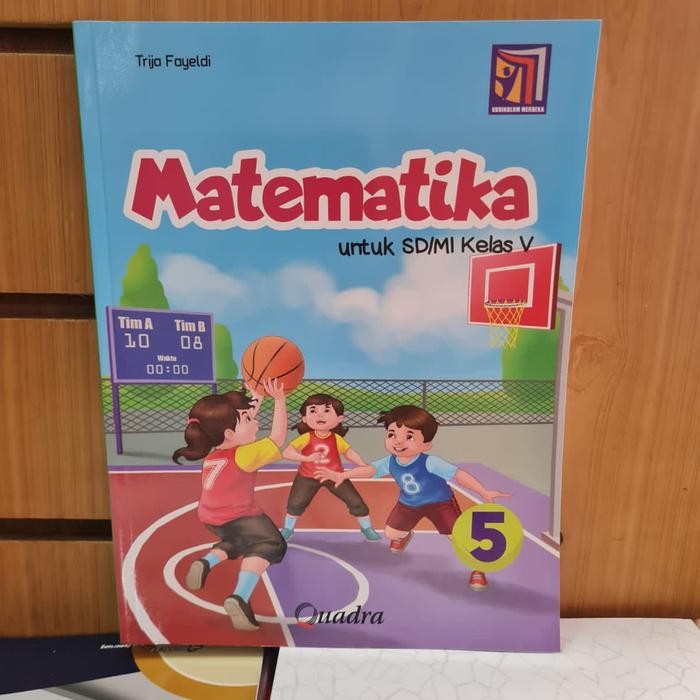 Trija Fayeldi
KURIKULUM MERDEKA
Matematika
untuk SD/MI Kelas V
Tim A Tim B
10 08
Waktu
00:00
7
2
8
5
Quadra